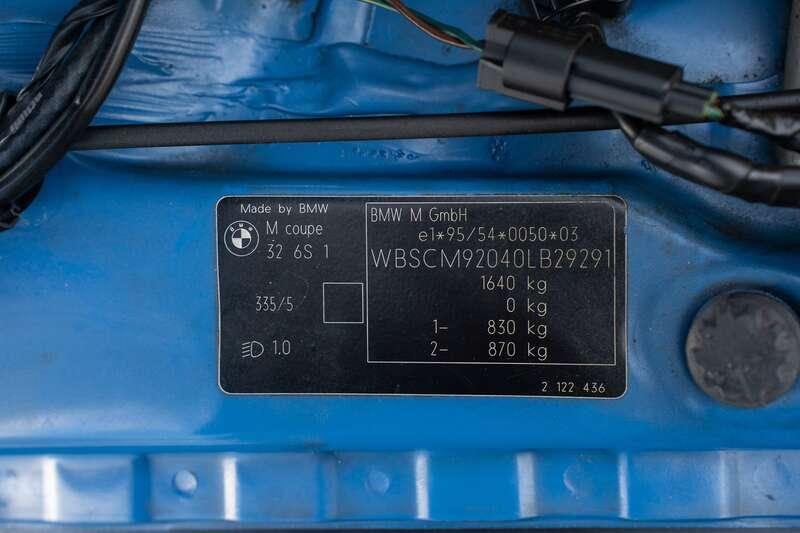 Made by BMW
BMW
M coupe
32 6S 1
335/5
1.0
BMW M GmbH
e1*95/54*0050*03
WBSCM92040LB29291
1640 kg
0 kg
1- 830 kg
2- 870 kg
2 122 436